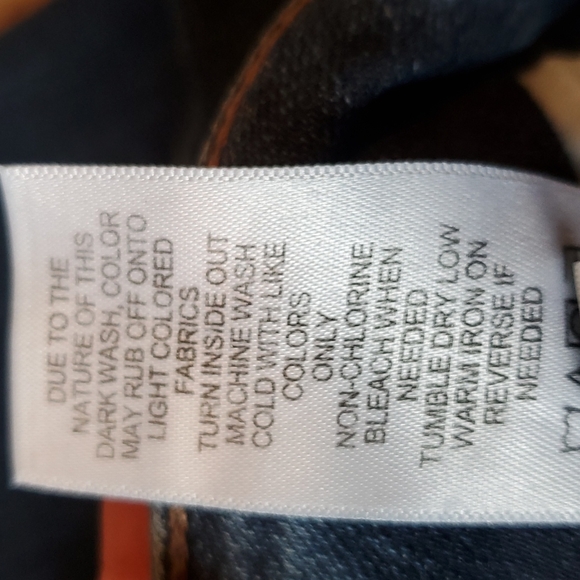 DUE TO THE
NATURE OF THIS
DARK WASH, COLOR
MAY RUB OFF ONTO
LIGHT COLORED
FABRICS
TURN INSIDE OUT
MACHINE WASH
COLD WITH LIKE
COLORS
ONLY
NON-CHLORINE
BLEACH WHEN
NEEDED
TUMBLE DRY LOW
WARM IRON ON
REVERSE IF
NEEDED